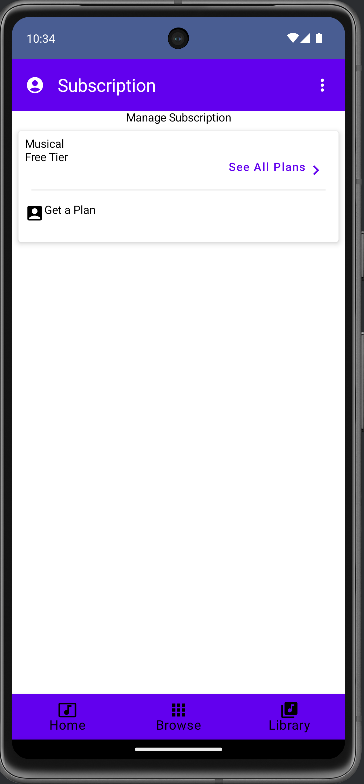 10:34
Subscription
Manage Subscription
Musical
Free Tier
See All Plans
Get a Plan
Home
Browse
Library